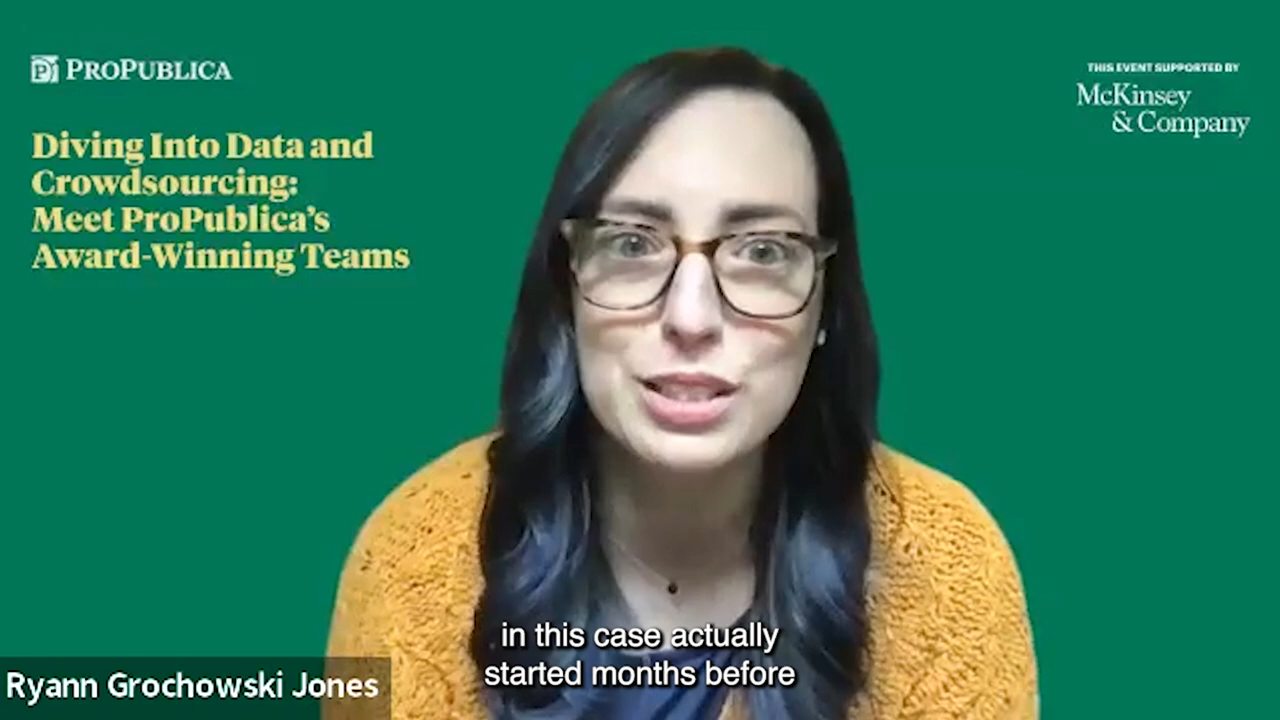 PROPUBLICA
Diving Into Data and
Crowdsourcing:
Meet ProPublica's
Award-Winning Teams
THIS EVENT SUPPORTED BY
McKinsey
& Company
in this case actually
started months before
Ryann Grochowski Jones